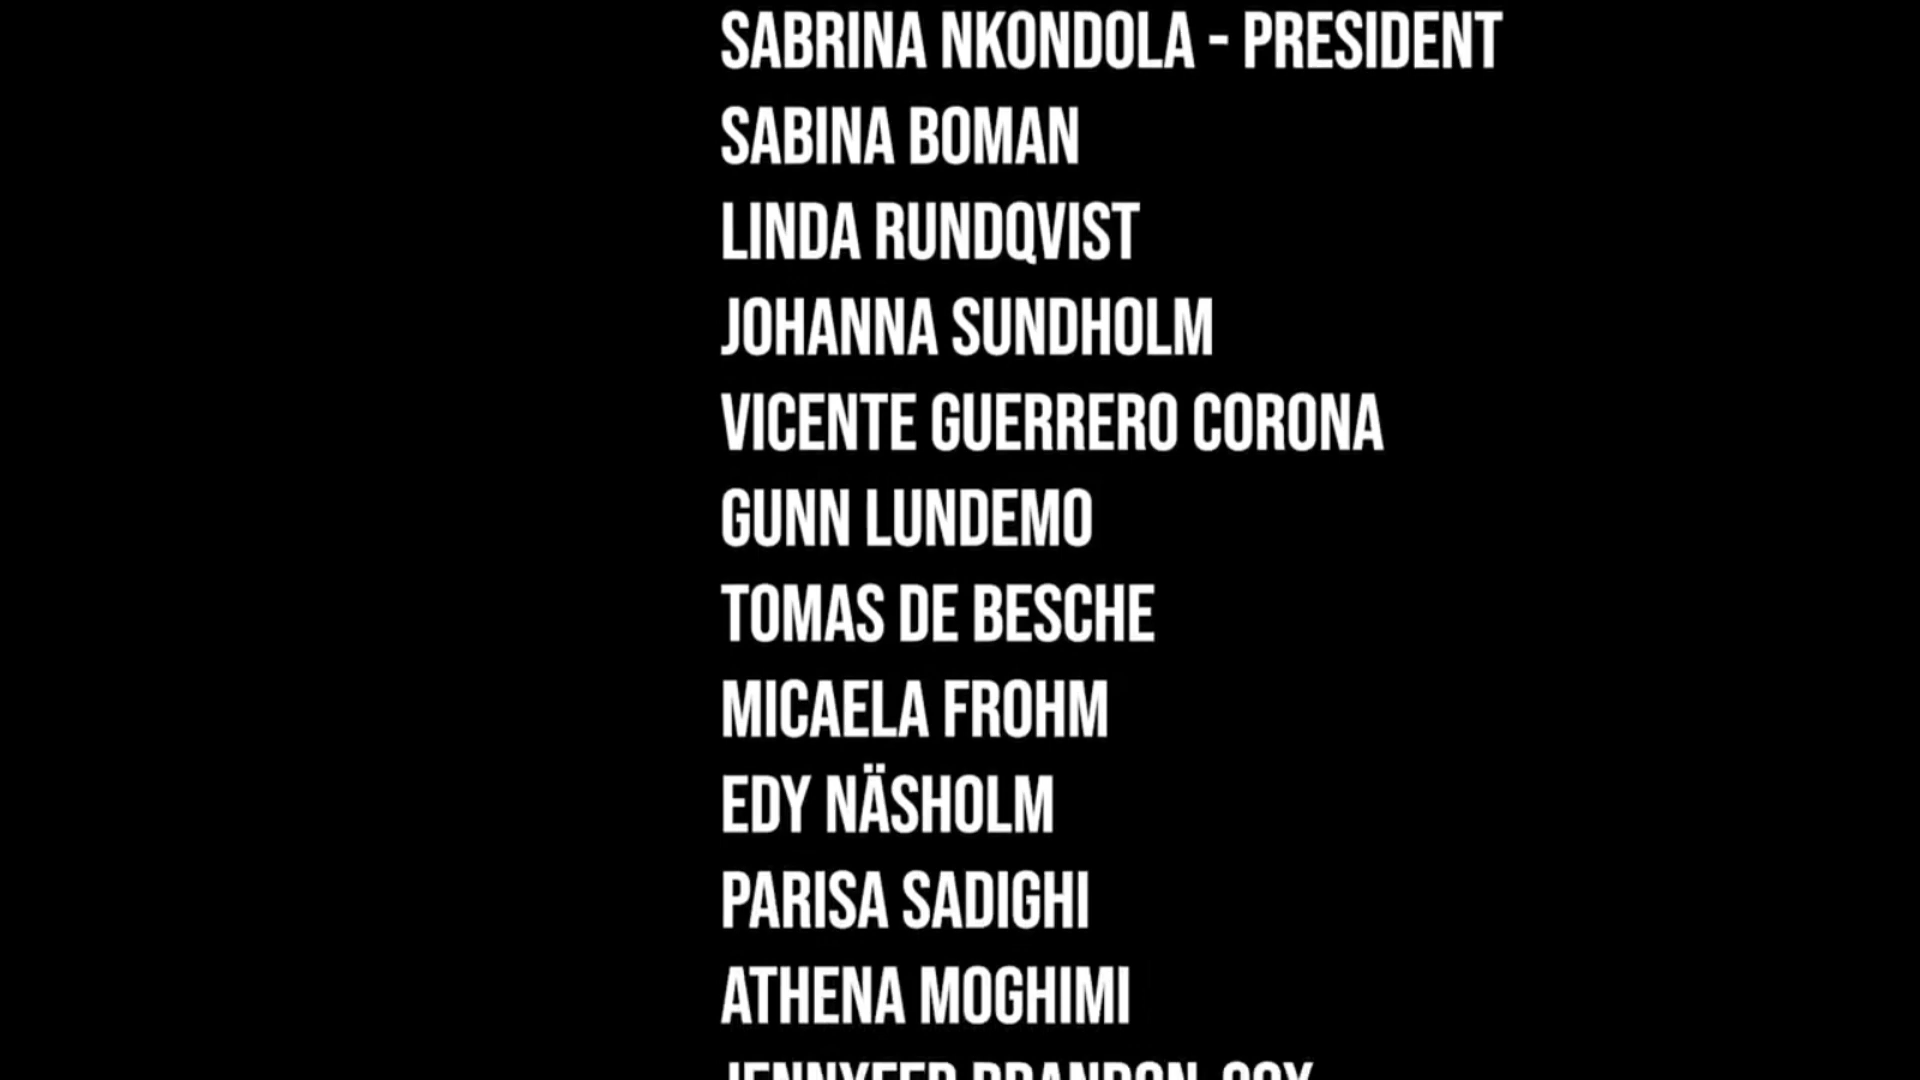 SABRINA NKONDOLA - PRESIDENT
SABINA BOMAN
LINDA RUNDQVIST
JOHANNA SUNDHOLM
VICENTE GUERRERO CORONA
GUNN LUNDEMO
TOMAS DE BESCHE
MICAELA FROHM
EDY NÄSHOLM
PARISA SADIGHI
ATHENA MOGHIMI